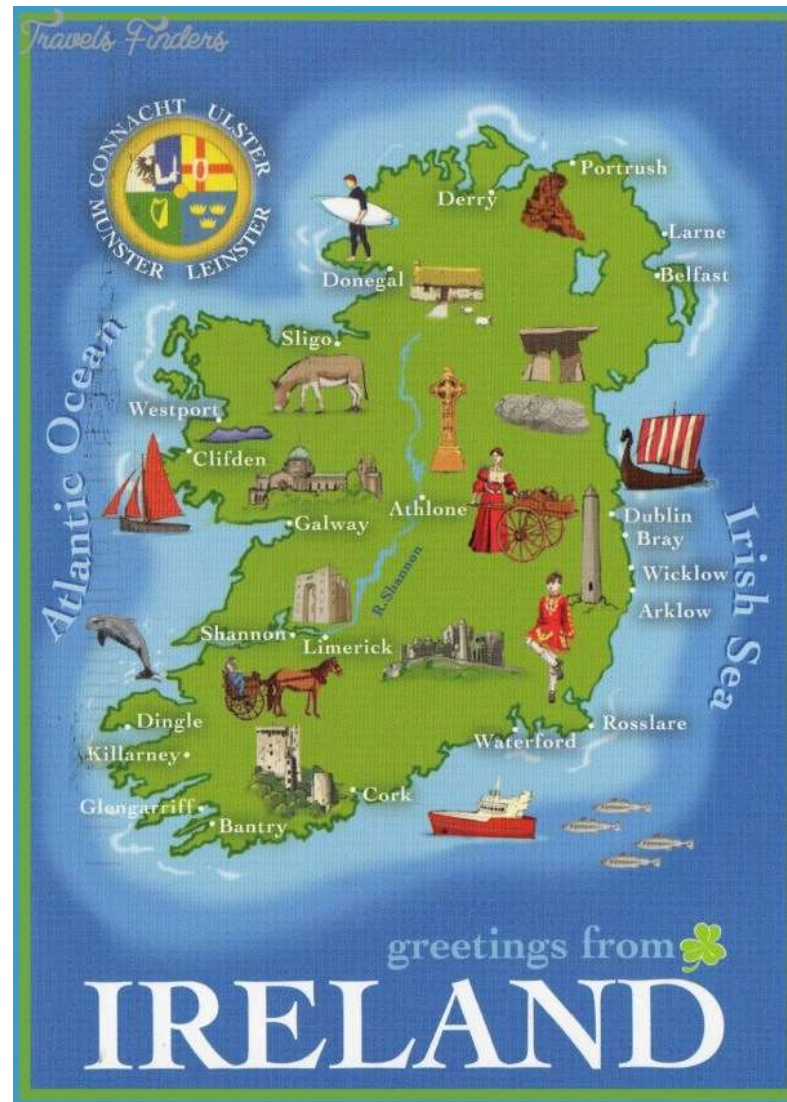 Travels Finders
CONNACHT ULSTER
MUNSTER LEINSTER
Portrush
Derry
Larne
Belfast
Donegal
Sligo
Atlantic Ocean
Westport
Clifden
Athlone
Galway
Dublin
Bray
Irish Sea
Wicklow
R.Shannon
Arklow
Shannon
Limerick
Dingle
Rosslare
Waterford
Killarney
Cork
Glengarriff
Bantry
greetings from
IRELAND